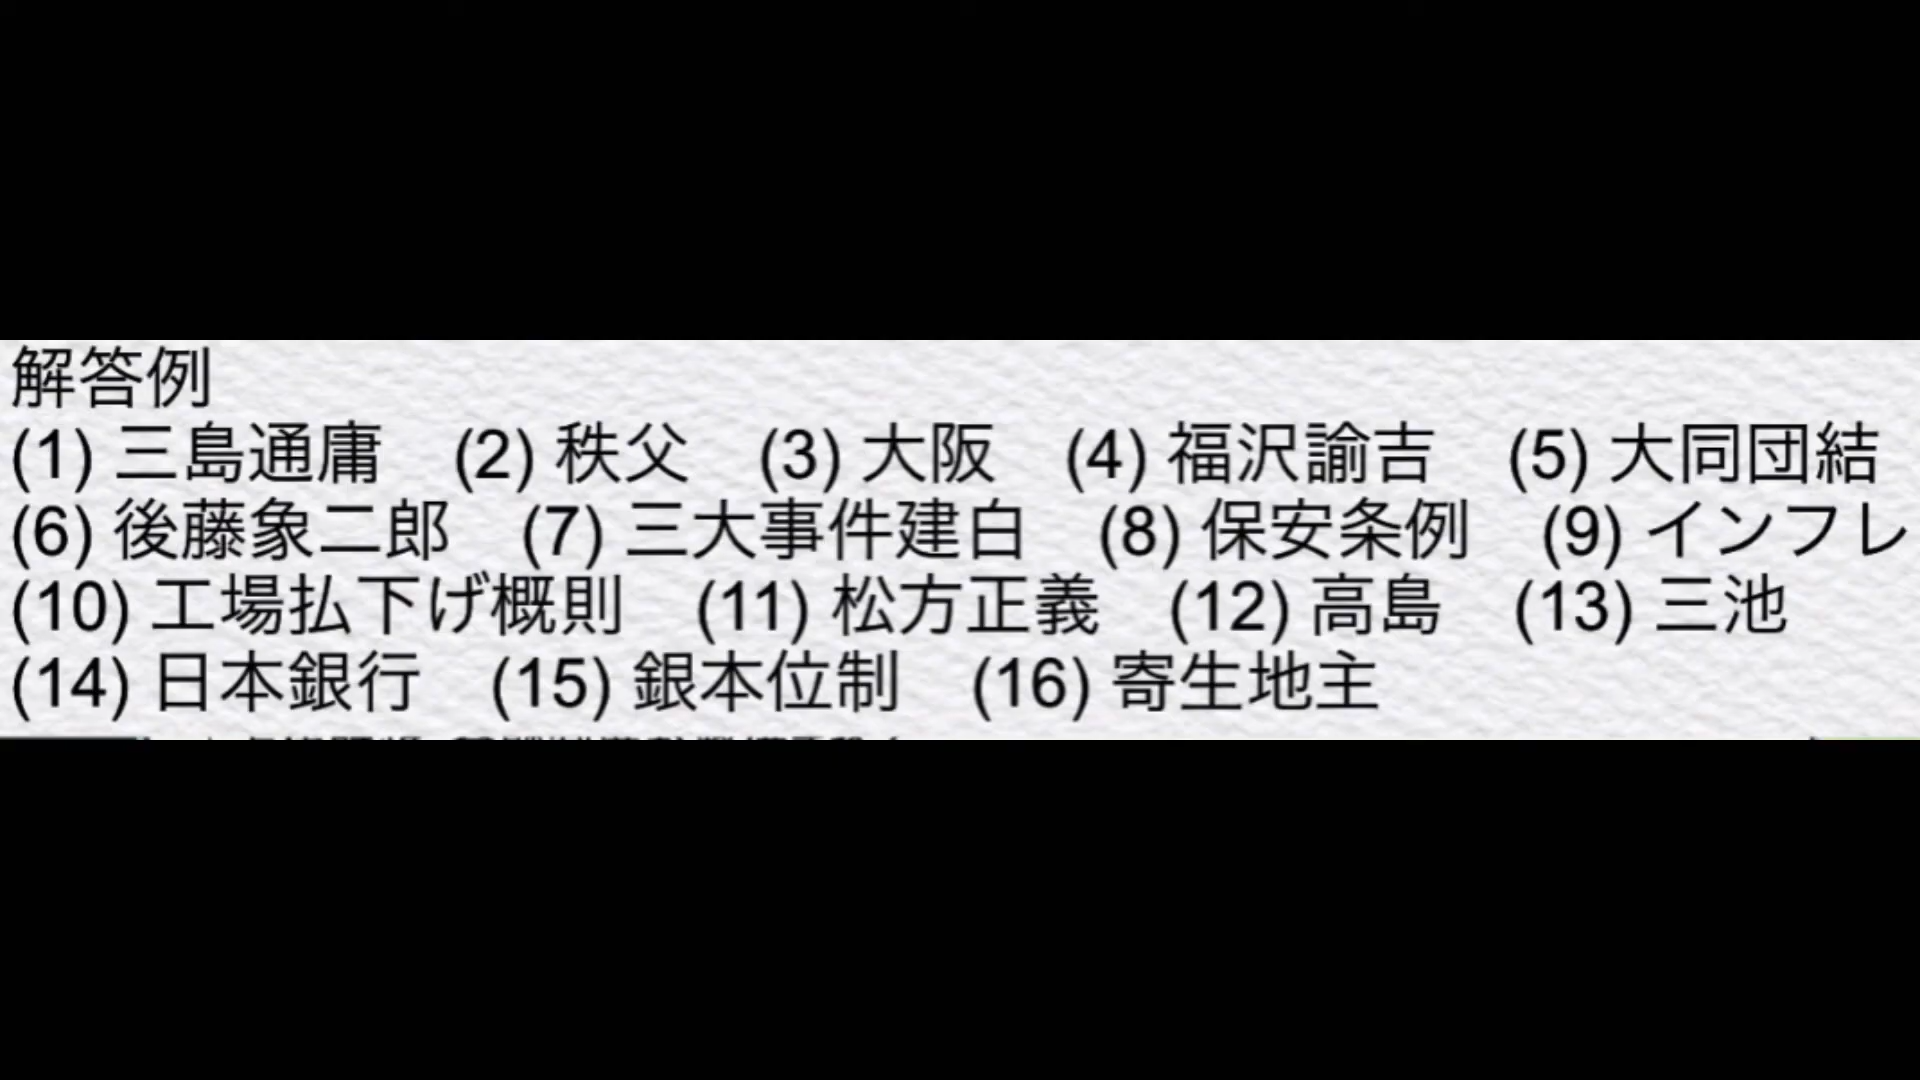 解答例
(1) 三島通庸　(2) 秩父　(3) 大阪　(4) 福沢諭吉　(5) 大同団結
(6) 後藤象二郎　(7) 三大事件建白　(8) 保安条例　(9) インフレ
(10) 工場払下げ概則　(11) 松方正義　(12) 高島　(13) 三池
(14) 日本銀行　(15) 銀本位制　(16) 寄生地主